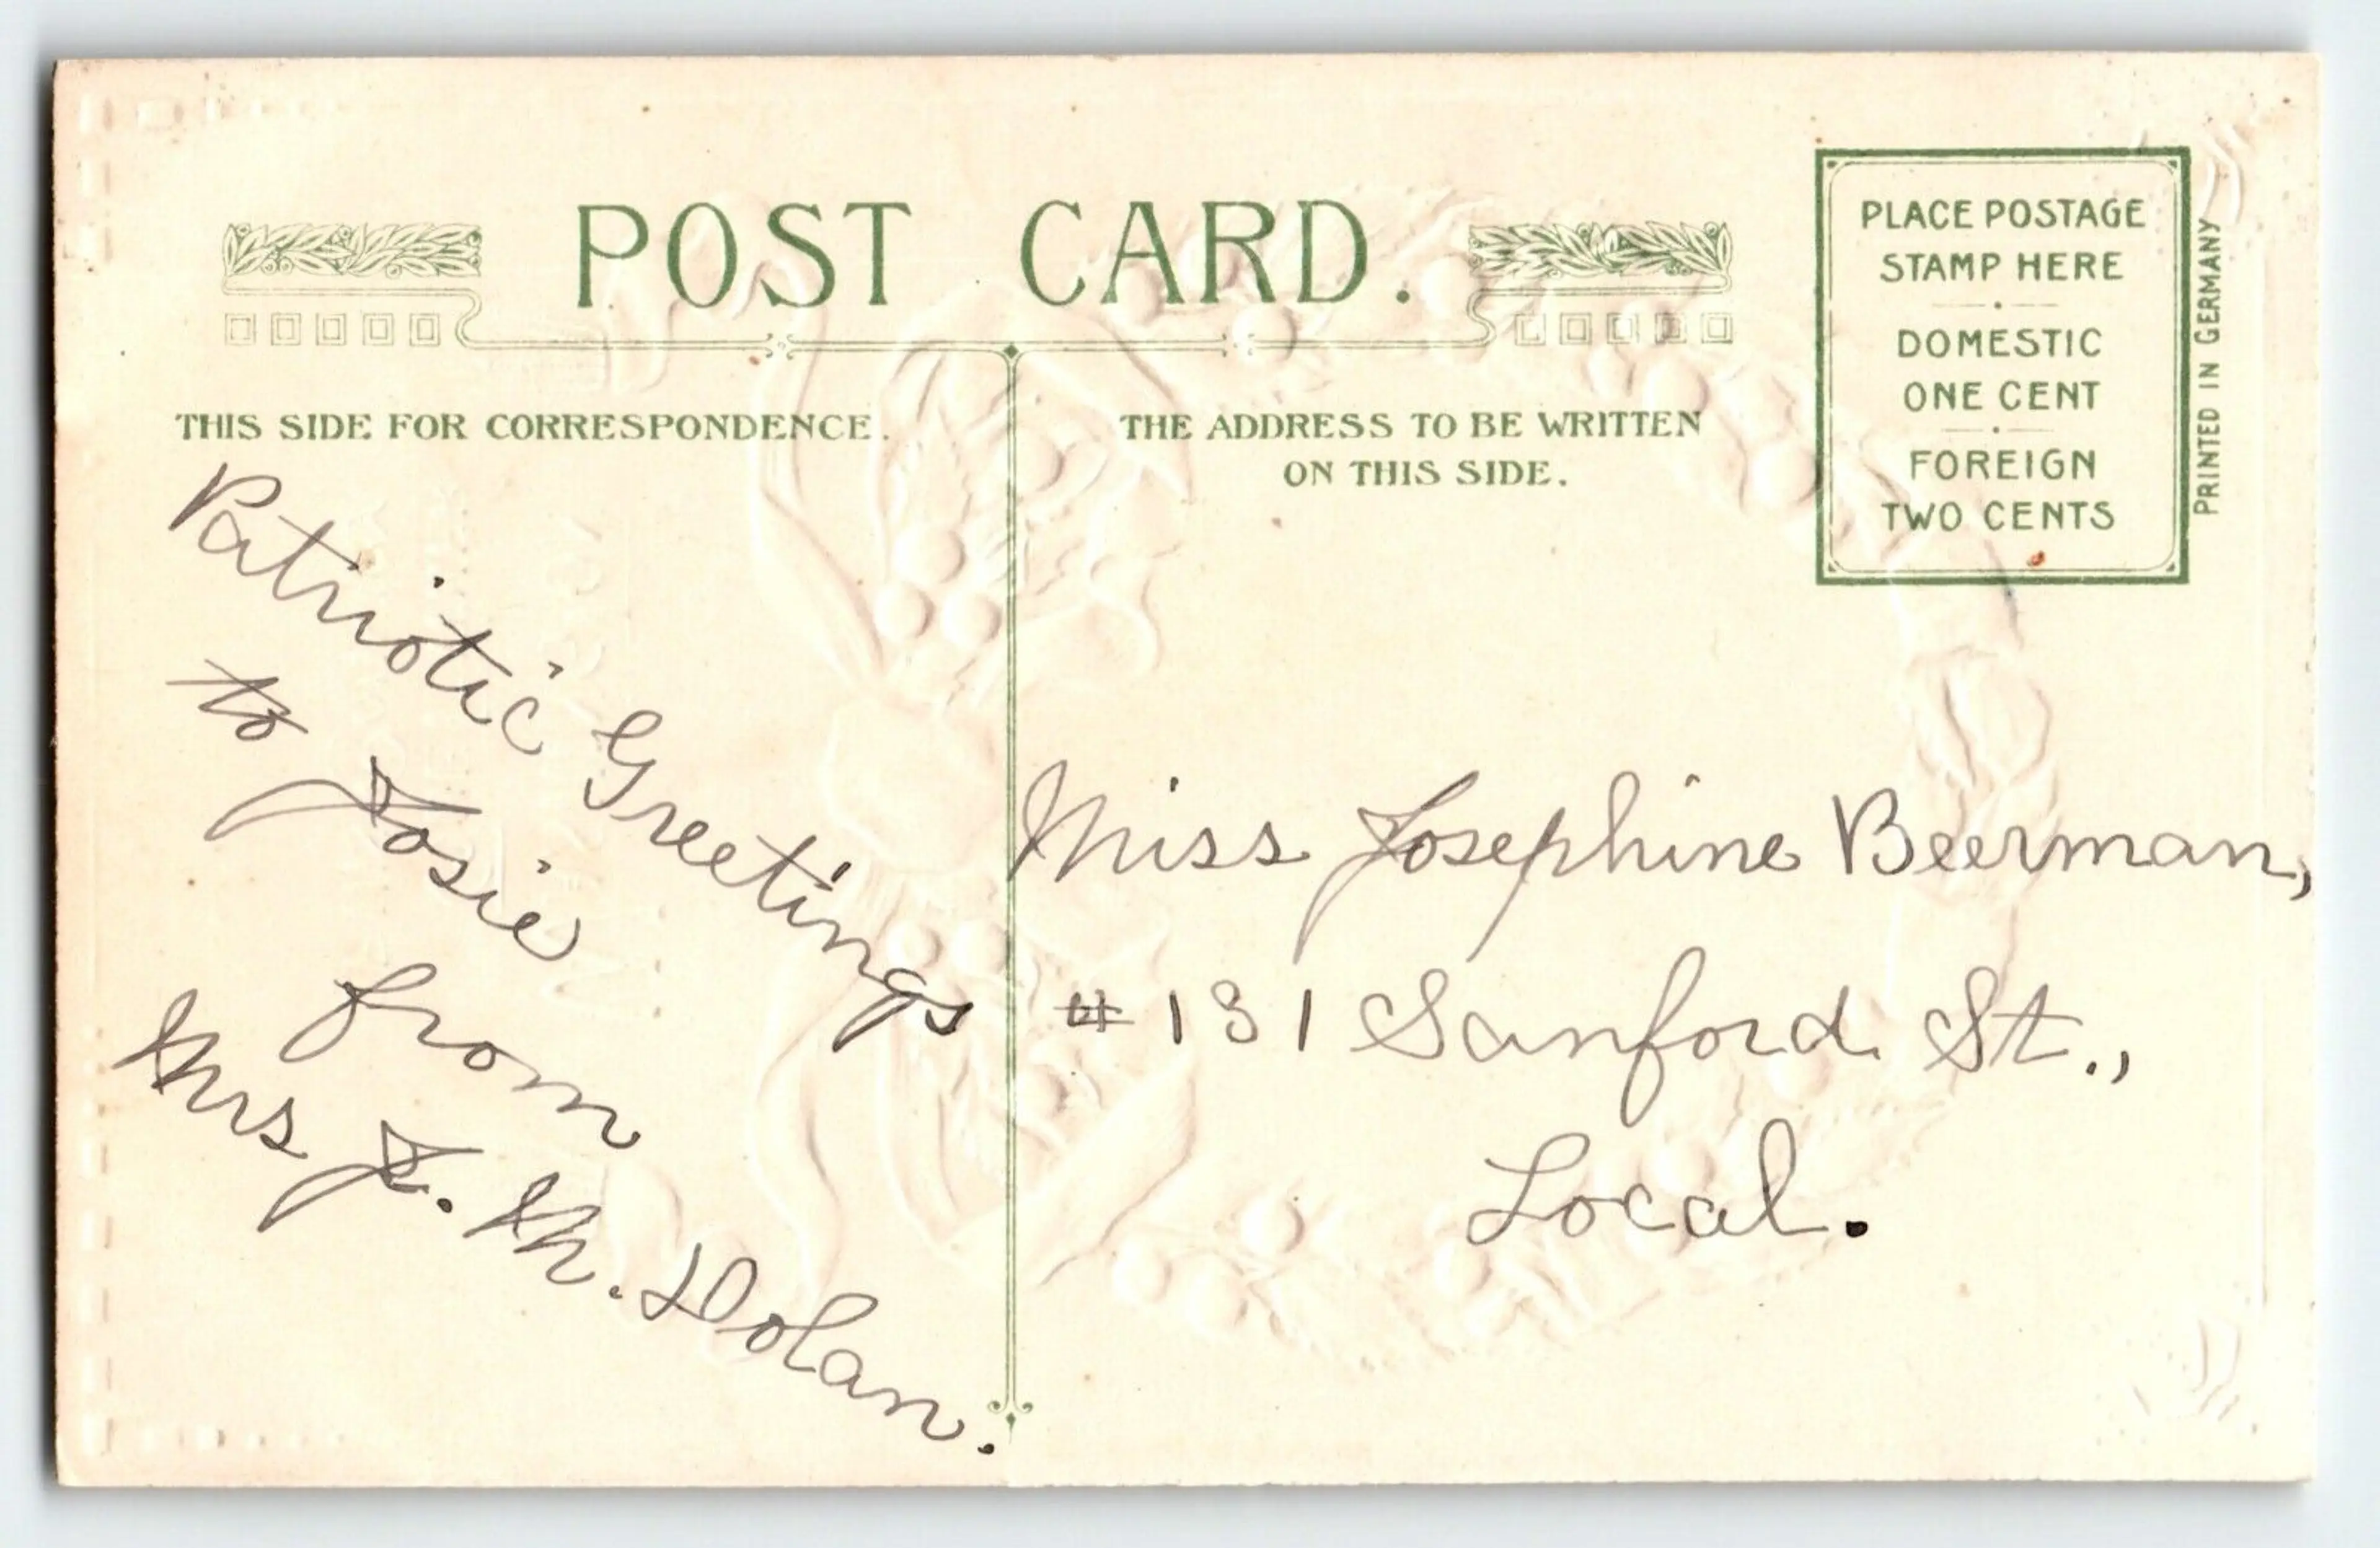 POST CARD.
THIS SIDE FOR CORRESPONDENCE.
Patriotic Greetings
to Josie
from
Mrs J. M. Dolan.
THE ADDRESS TO BE WRITTEN
ON THIS SIDE.
Miss Josephine Beerman,
# 131 Sanford St.,
Local.
PLACE POSTAGE
STAMP HERE
DOMESTIC
ONE CENT
FOREIGN
TWO CENTS
PRINTED IN GERMANY